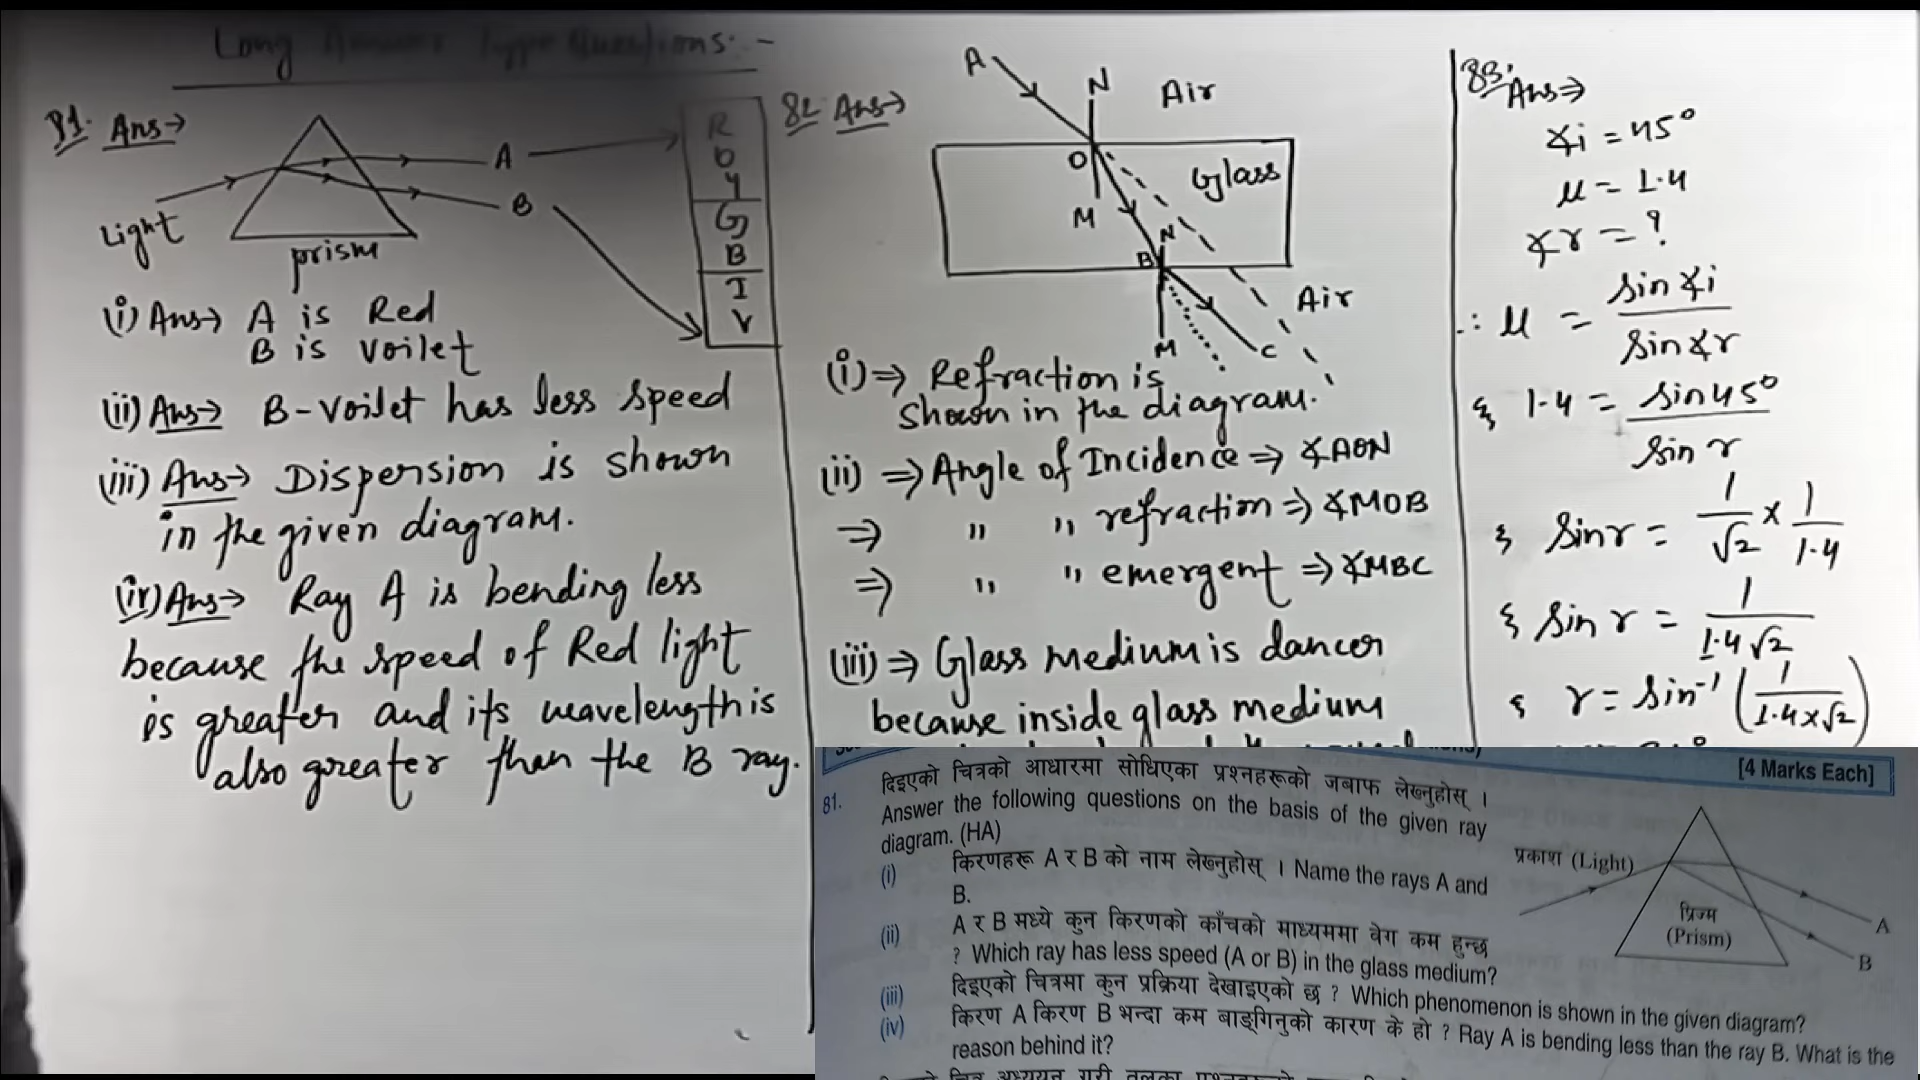 Long Answer Type Questions:-
81. Ans→
Light
prism
A
B
R
O
Y
G
B
I
V
(i) Ans→ A is Red
B is voilet
(ii) Ans→ B-Voilet has less speed
(iii) Ans→ Dispersion is shown
in the given diagram.
(iv) Ans→ Ray A is bending less
because the speed of Red light
is greater and its wavelength is
also greater than the B ray.
82. Ans→
A
N
Air
O
Glass
M
N
B
Air
M
C
(i)⇒ Refraction is
shown in the diagram.
(ii) ⇒ Angle of Incidence ⇒ ∡AON
⇒ " " refraction ⇒ ∡MOB
⇒ " " emergent ⇒ ∡MBC
(iii) ⇒ Glass medium is dancer
because inside glass medium
83. Ans⇒
∡i = 45°
μ = 1.4
∡r = ?
∴ μ = sin∡i / sin∡r
1.4 = sin45° / sin r
sin r = 1/√2 × 1/1.4
sin r = 1 / 1.4√2
r = sin⁻¹ (1 / 1.4×√2)
[4 Marks Each]
81. दिइएको चित्रको आधारमा सोधिएका प्रश्नहरूको जबाफ लेख्नुहोस् ।
Answer the following questions on the basis of the given ray
diagram. (HA)
(i) किरणहरू A र B को नाम लेख्नुहोस् । Name the rays A and
B.
(ii) A र B मध्ये कुन किरणको काँचको माध्यममा वेग कम हुन्छ
? Which ray has less speed (A or B) in the glass medium?
(iii) दिइएको चित्रमा कुन प्रक्रिया देखाइएको छ ? Which phenomenon is shown in the given diagram?
(iv) किरण A किरण B भन्दा कम बाङ्गिनुको कारण के हो ? Ray A is bending less than the ray B. What is the
reason behind it?
प्रकाश (Light)
प्रिज्म
(Prism)
A
B